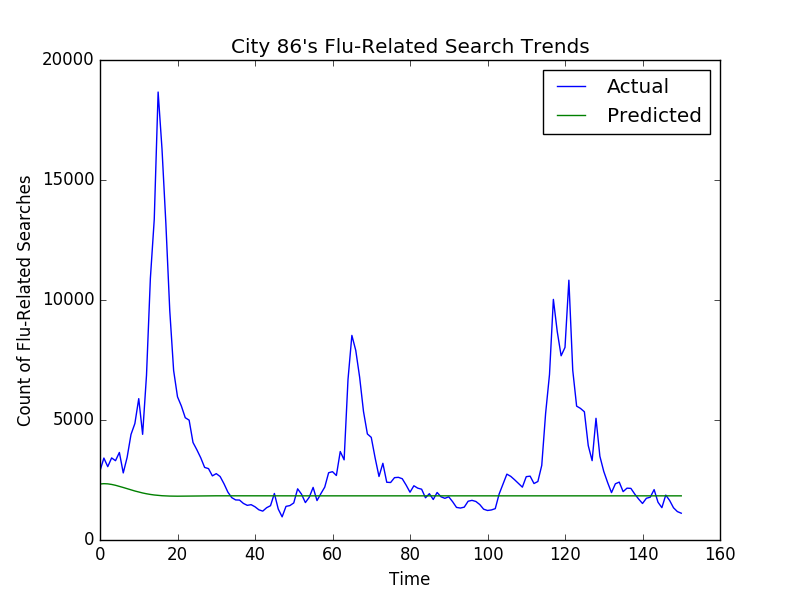 City 86's Flu-Related Search Trends
Count of Flu-Related Searches
20000
15000
10000
5000
0
Actual
Predicted
0 20 40 60 80 100 120 140 160
Time